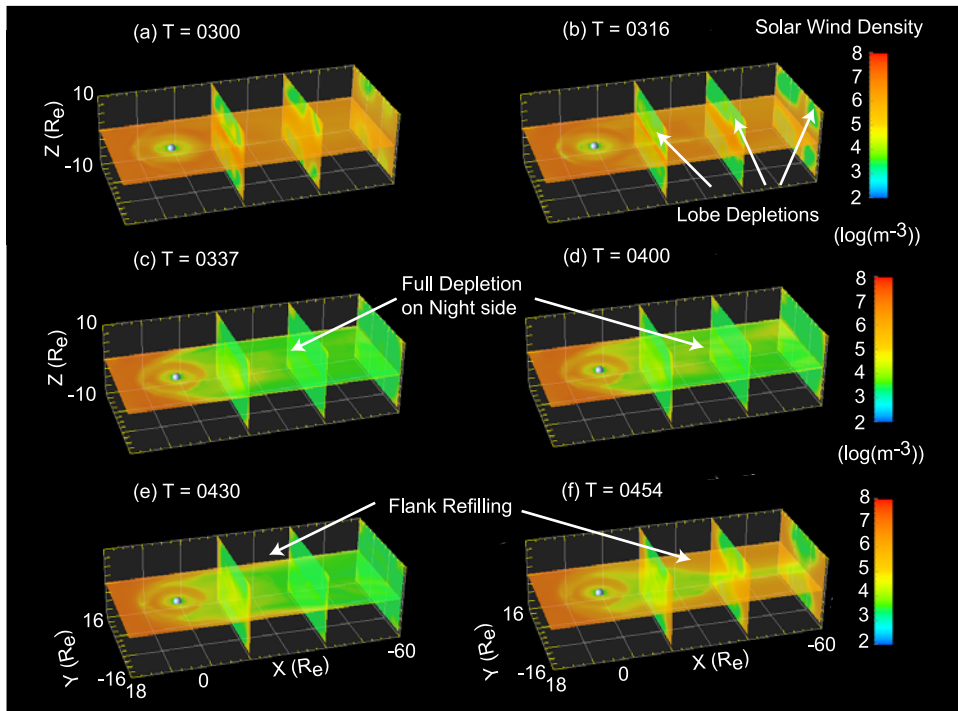 (a) T = 0300
(b) T = 0316
Solar Wind Density
10
Z (Re)
-10
8
7
6
5
4
3
2
Lobe Depletions
(log(m-3))
(c) T = 0337
(d) T = 0400
Full Depletion
on Night side
10
Z (Re)
-10
8
7
6
5
4
3
2
(log(m-3))
(e) T = 0430
(f) T = 0454
Flank Refilling
8
7
6
5
4
3
2
16
Y (Re)
-16
18
0
X (Re)
-60
16
Y (Re)
-16
18
0
X (Re)
-60